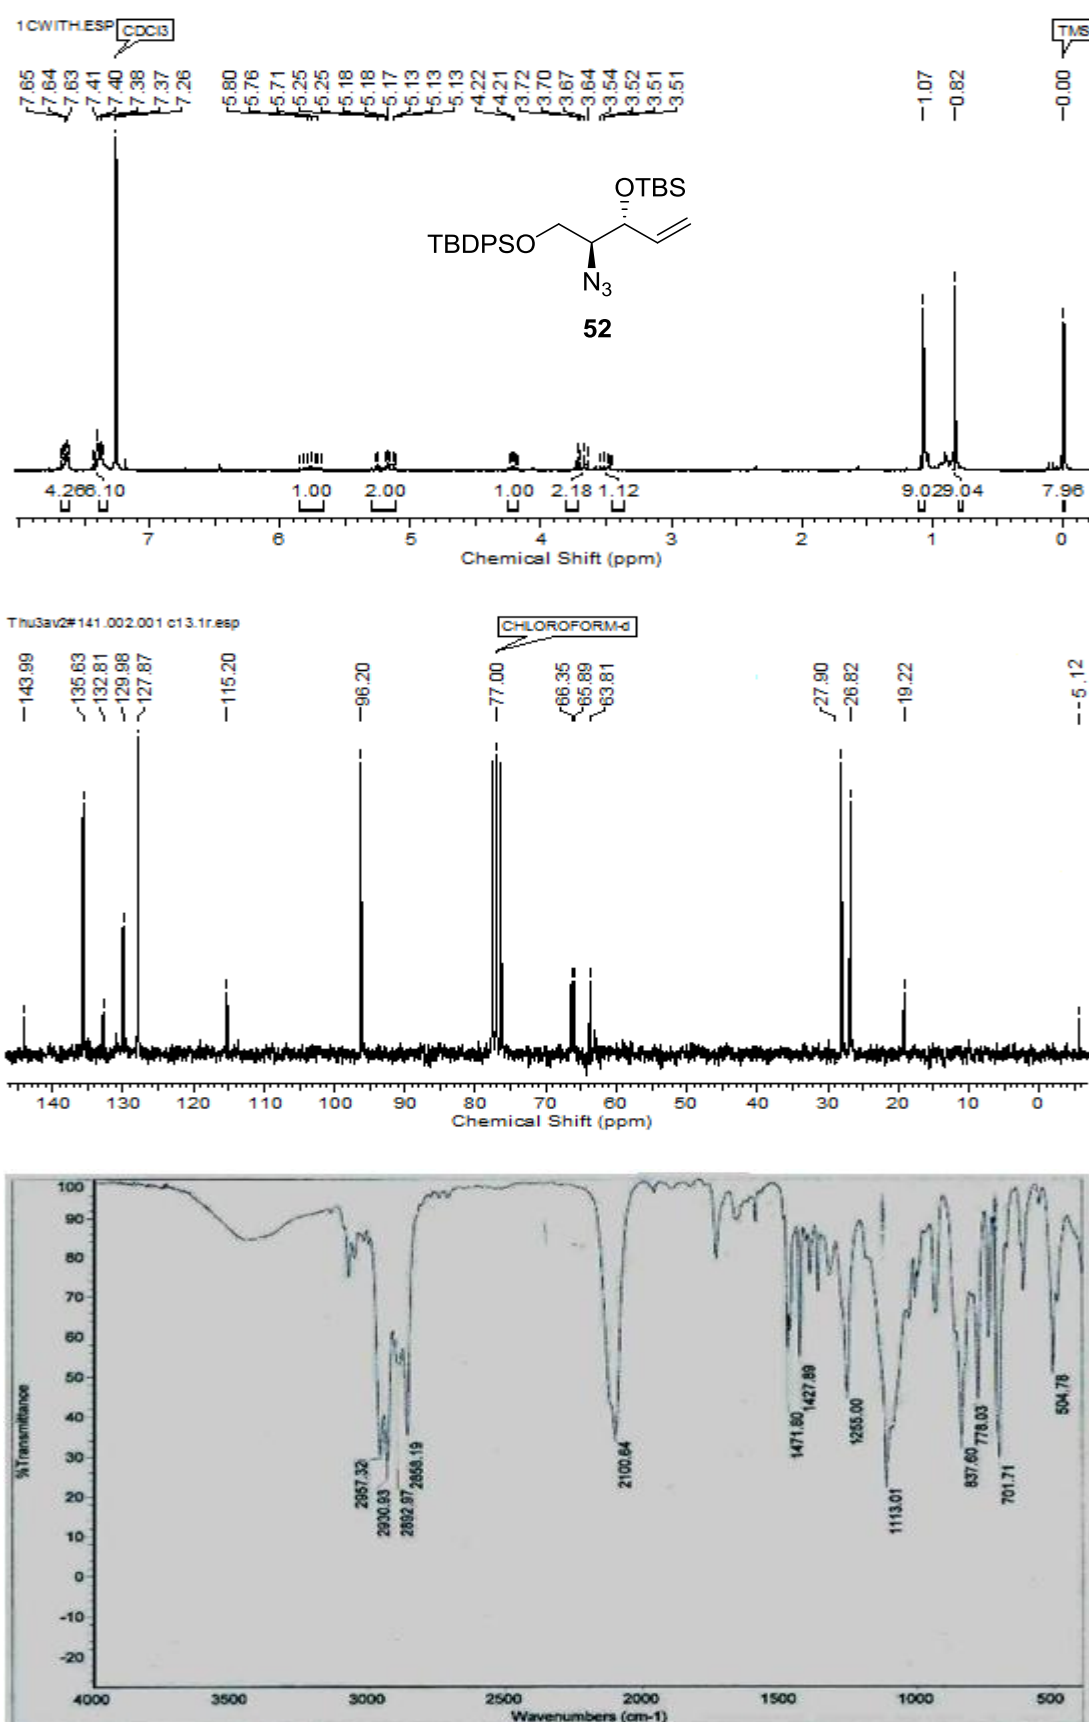 1CWITH.ESP CDCl3 TMS
7.65 7.64 7.63 7.41 7.40 7.38 7.37 7.26 5.80 5.76 5.71 5.25 5.25 5.18 5.18 5.17 5.13 5.13 5.13 4.22 4.21 3.72 3.70 3.67 3.64 3.54 3.52 3.51 3.51 1.07 0.82 -0.00
OTBS
TBDPSO
N3
52
4.26 6.10 1.00 2.00 1.00 2.18 1.12 9.02 9.04 7.96
7 6 5 4 3 2 1 0
Chemical Shift (ppm)
Thu3av2#141.002.001 c13.1r.esp CHLOROFORM-d
143.99 135.63 132.81 129.98 127.87 115.20 96.20 77.00 66.35 65.89 63.81 27.90 26.82 19.22 -5.12
140 130 120 110 100 90 80 70 60 50 40 30 20 10 0
Chemical Shift (ppm)
100
90
80
70
60
50
40
30
20
10
0
-10
-20
%Transmittance
2957.32 2930.93 2892.97 2858.19 2100.64 1471.80 1427.89 1255.00 1113.01 837.60 778.03 701.71 504.78
4000 3500 3000 2500 2000 1500 1000 500
Wavenumbers (cm-1)